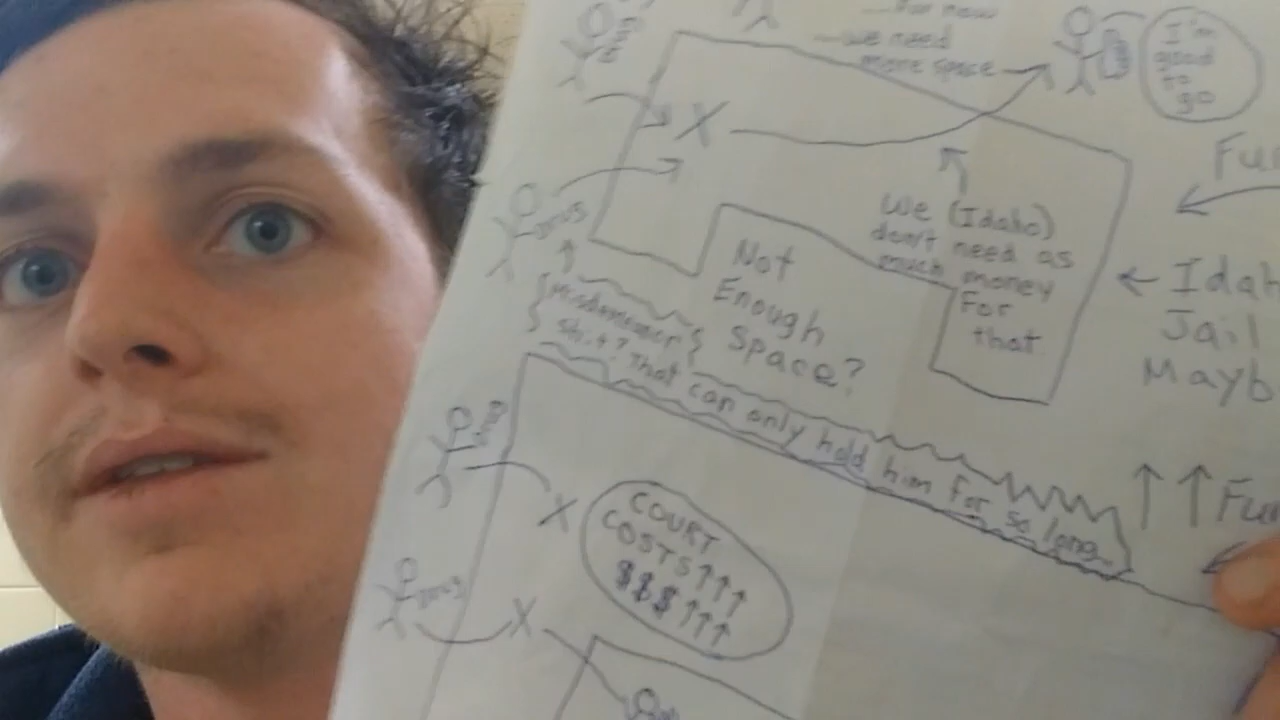 for now
we need
more space
I'm
good
to
go
X
We (Idaho)
don't need as
much money
For
that
Not
Enough
Space?
Misdemeanor
Shit? That can only hold him for so long...
Idah
Jail
Mayb
Fu
Drugs
X
COURT
COSTS↑↑↑
$$$↑↑↑
X